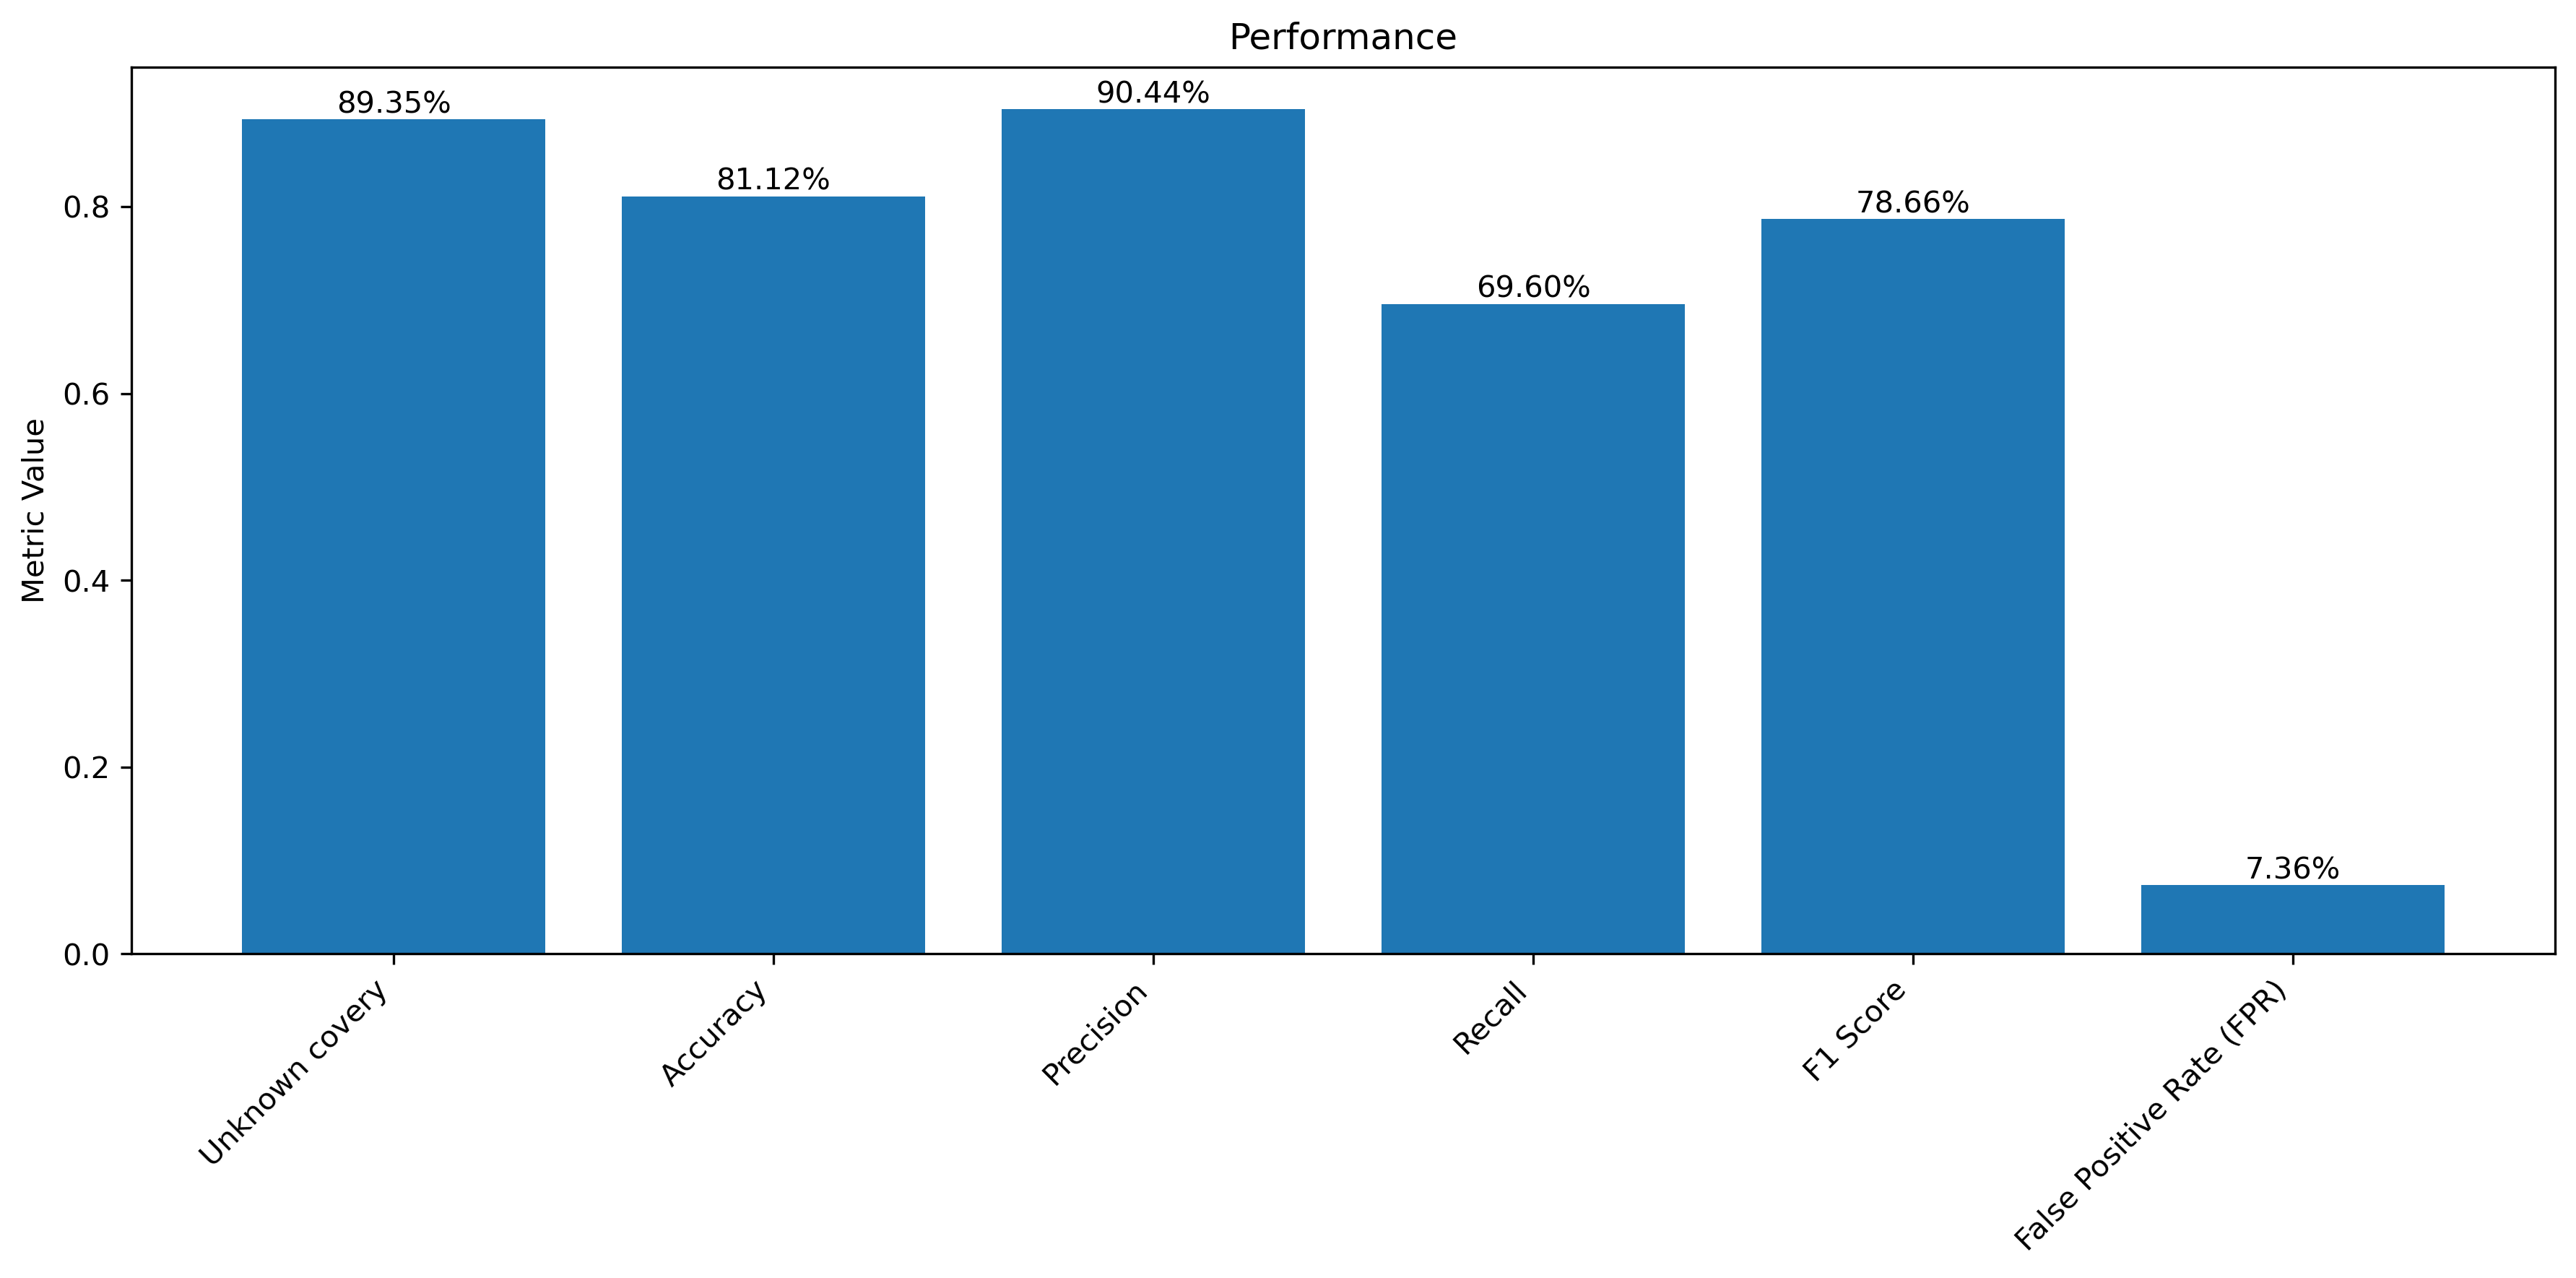 Performance
89.35%
81.12%
90.44%
69.60%
78.66%
7.36%
Metric Value
0.8
0.6
0.4
0.2
0.0
Unknown covery
Accuracy
Precision
Recall
F1 Score
False Positive Rate (FPR)